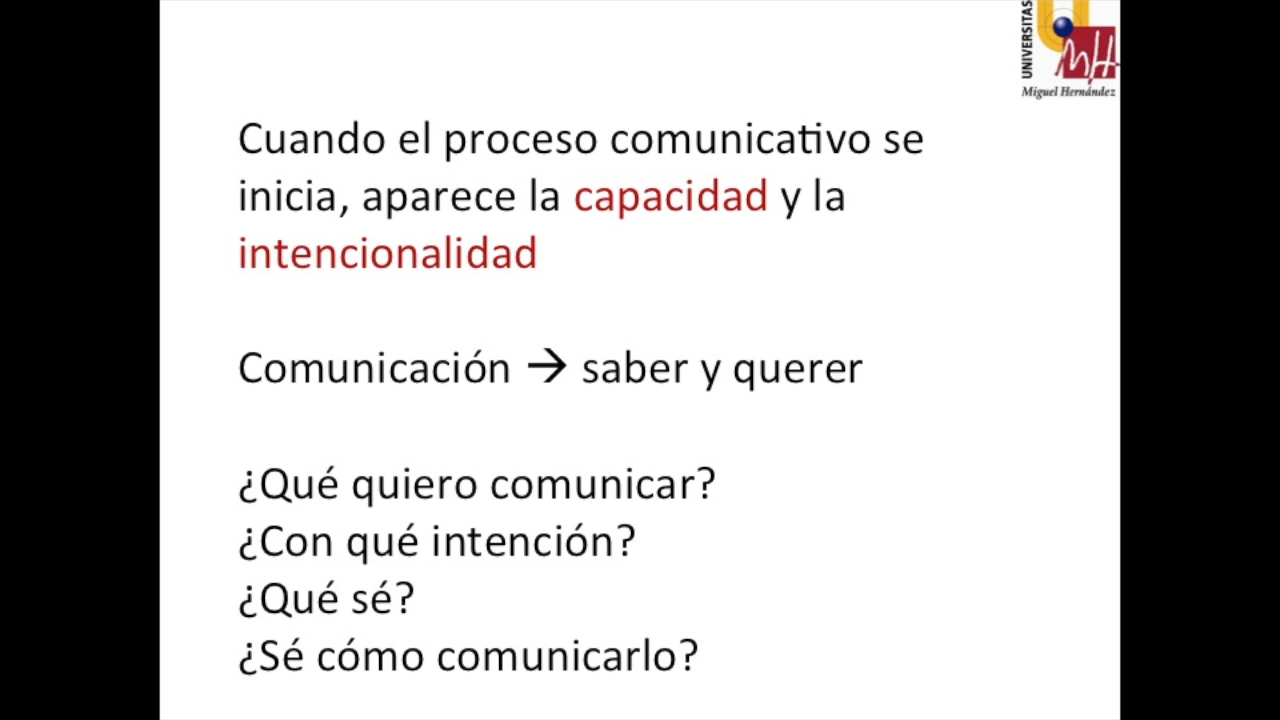 UNIVERSITAS
Miguel Hernández
Cuando el proceso comunicativo se
inicia, aparece la capacidad y la
intencionalidad
Comunicación → saber y querer
¿Qué quiero comunicar?
¿Con qué intención?
¿Qué sé?
¿Sé cómo comunicarlo?